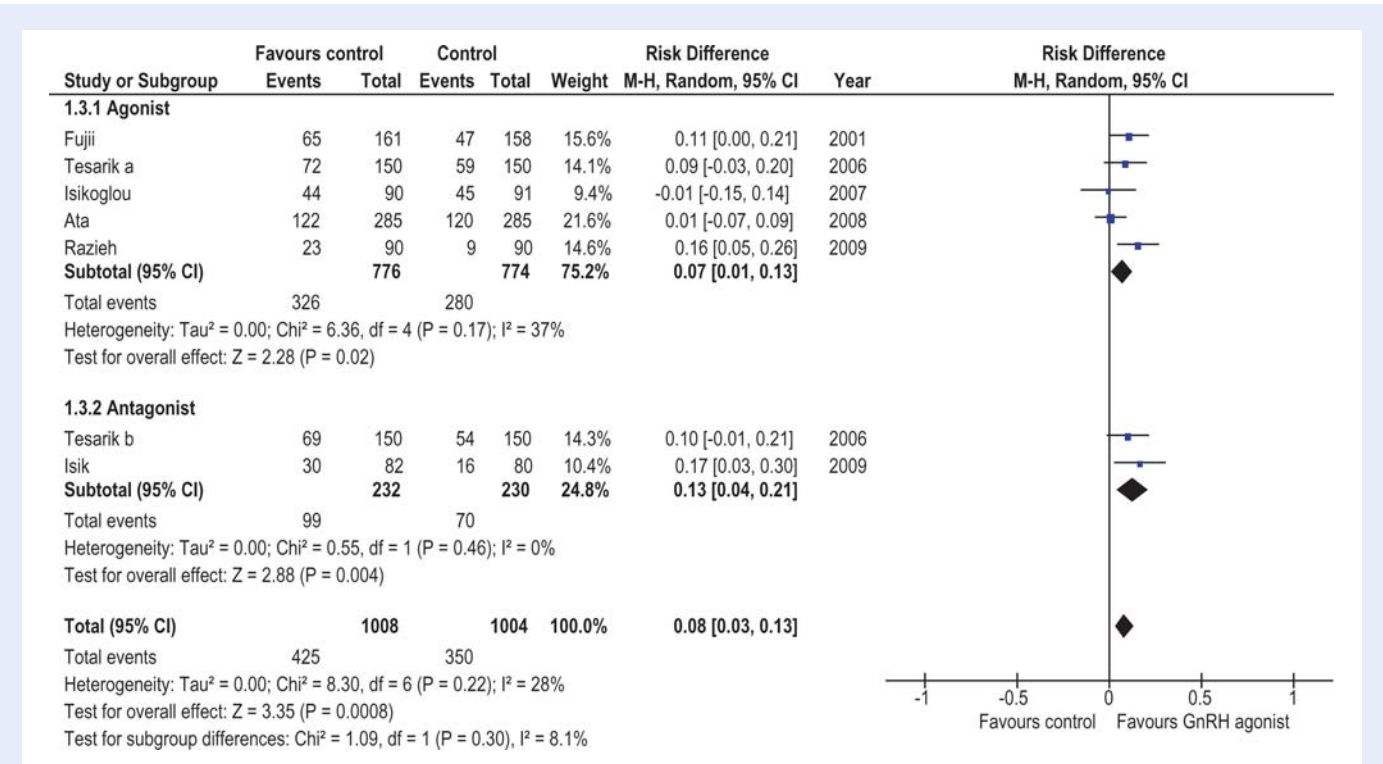 Favours control Control Risk Difference Risk Difference
Study or Subgroup Events Total Events Total Weight M-H, Random, 95% CI Year M-H, Random, 95% CI
1.3.1 Agonist
Fujii 65 161 47 158 15.6% 0.11 [0.00, 0.21] 2001
Tesarik a 72 150 59 150 14.1% 0.09 [-0.03, 0.20] 2006
Isikoglou 44 90 45 91 9.4% -0.01 [-0.15, 0.14] 2007
Ata 122 285 120 285 21.6% 0.01 [-0.07, 0.09] 2008
Razieh 23 90 9 90 14.6% 0.16 [0.05, 0.26] 2009
Subtotal (95% CI) 776 774 75.2% 0.07 [0.01, 0.13]
Total events 326 280
Heterogeneity: Tau² = 0.00; Chi² = 6.36, df = 4 (P = 0.17); I² = 37%
Test for overall effect: Z = 2.28 (P = 0.02)
1.3.2 Antagonist
Tesarik b 69 150 54 150 14.3% 0.10 [-0.01, 0.21] 2006
Isik 30 82 16 80 10.4% 0.17 [0.03, 0.30] 2009
Subtotal (95% CI) 232 230 24.8% 0.13 [0.04, 0.21]
Total events 99 70
Heterogeneity: Tau² = 0.00; Chi² = 0.55, df = 1 (P = 0.46); I² = 0%
Test for overall effect: Z = 2.88 (P = 0.004)
Total (95% CI) 1008 1004 100.0% 0.08 [0.03, 0.13]
Total events 425 350
Heterogeneity: Tau² = 0.00; Chi² = 8.30, df = 6 (P = 0.22); I² = 28%
Test for overall effect: Z = 3.35 (P = 0.0008)
Test for subgroup differences: Chi² = 1.09, df = 1 (P = 0.30), I² = 8.1%
-1 -0.5 0 0.5 1
Favours control Favours GnRH agonist